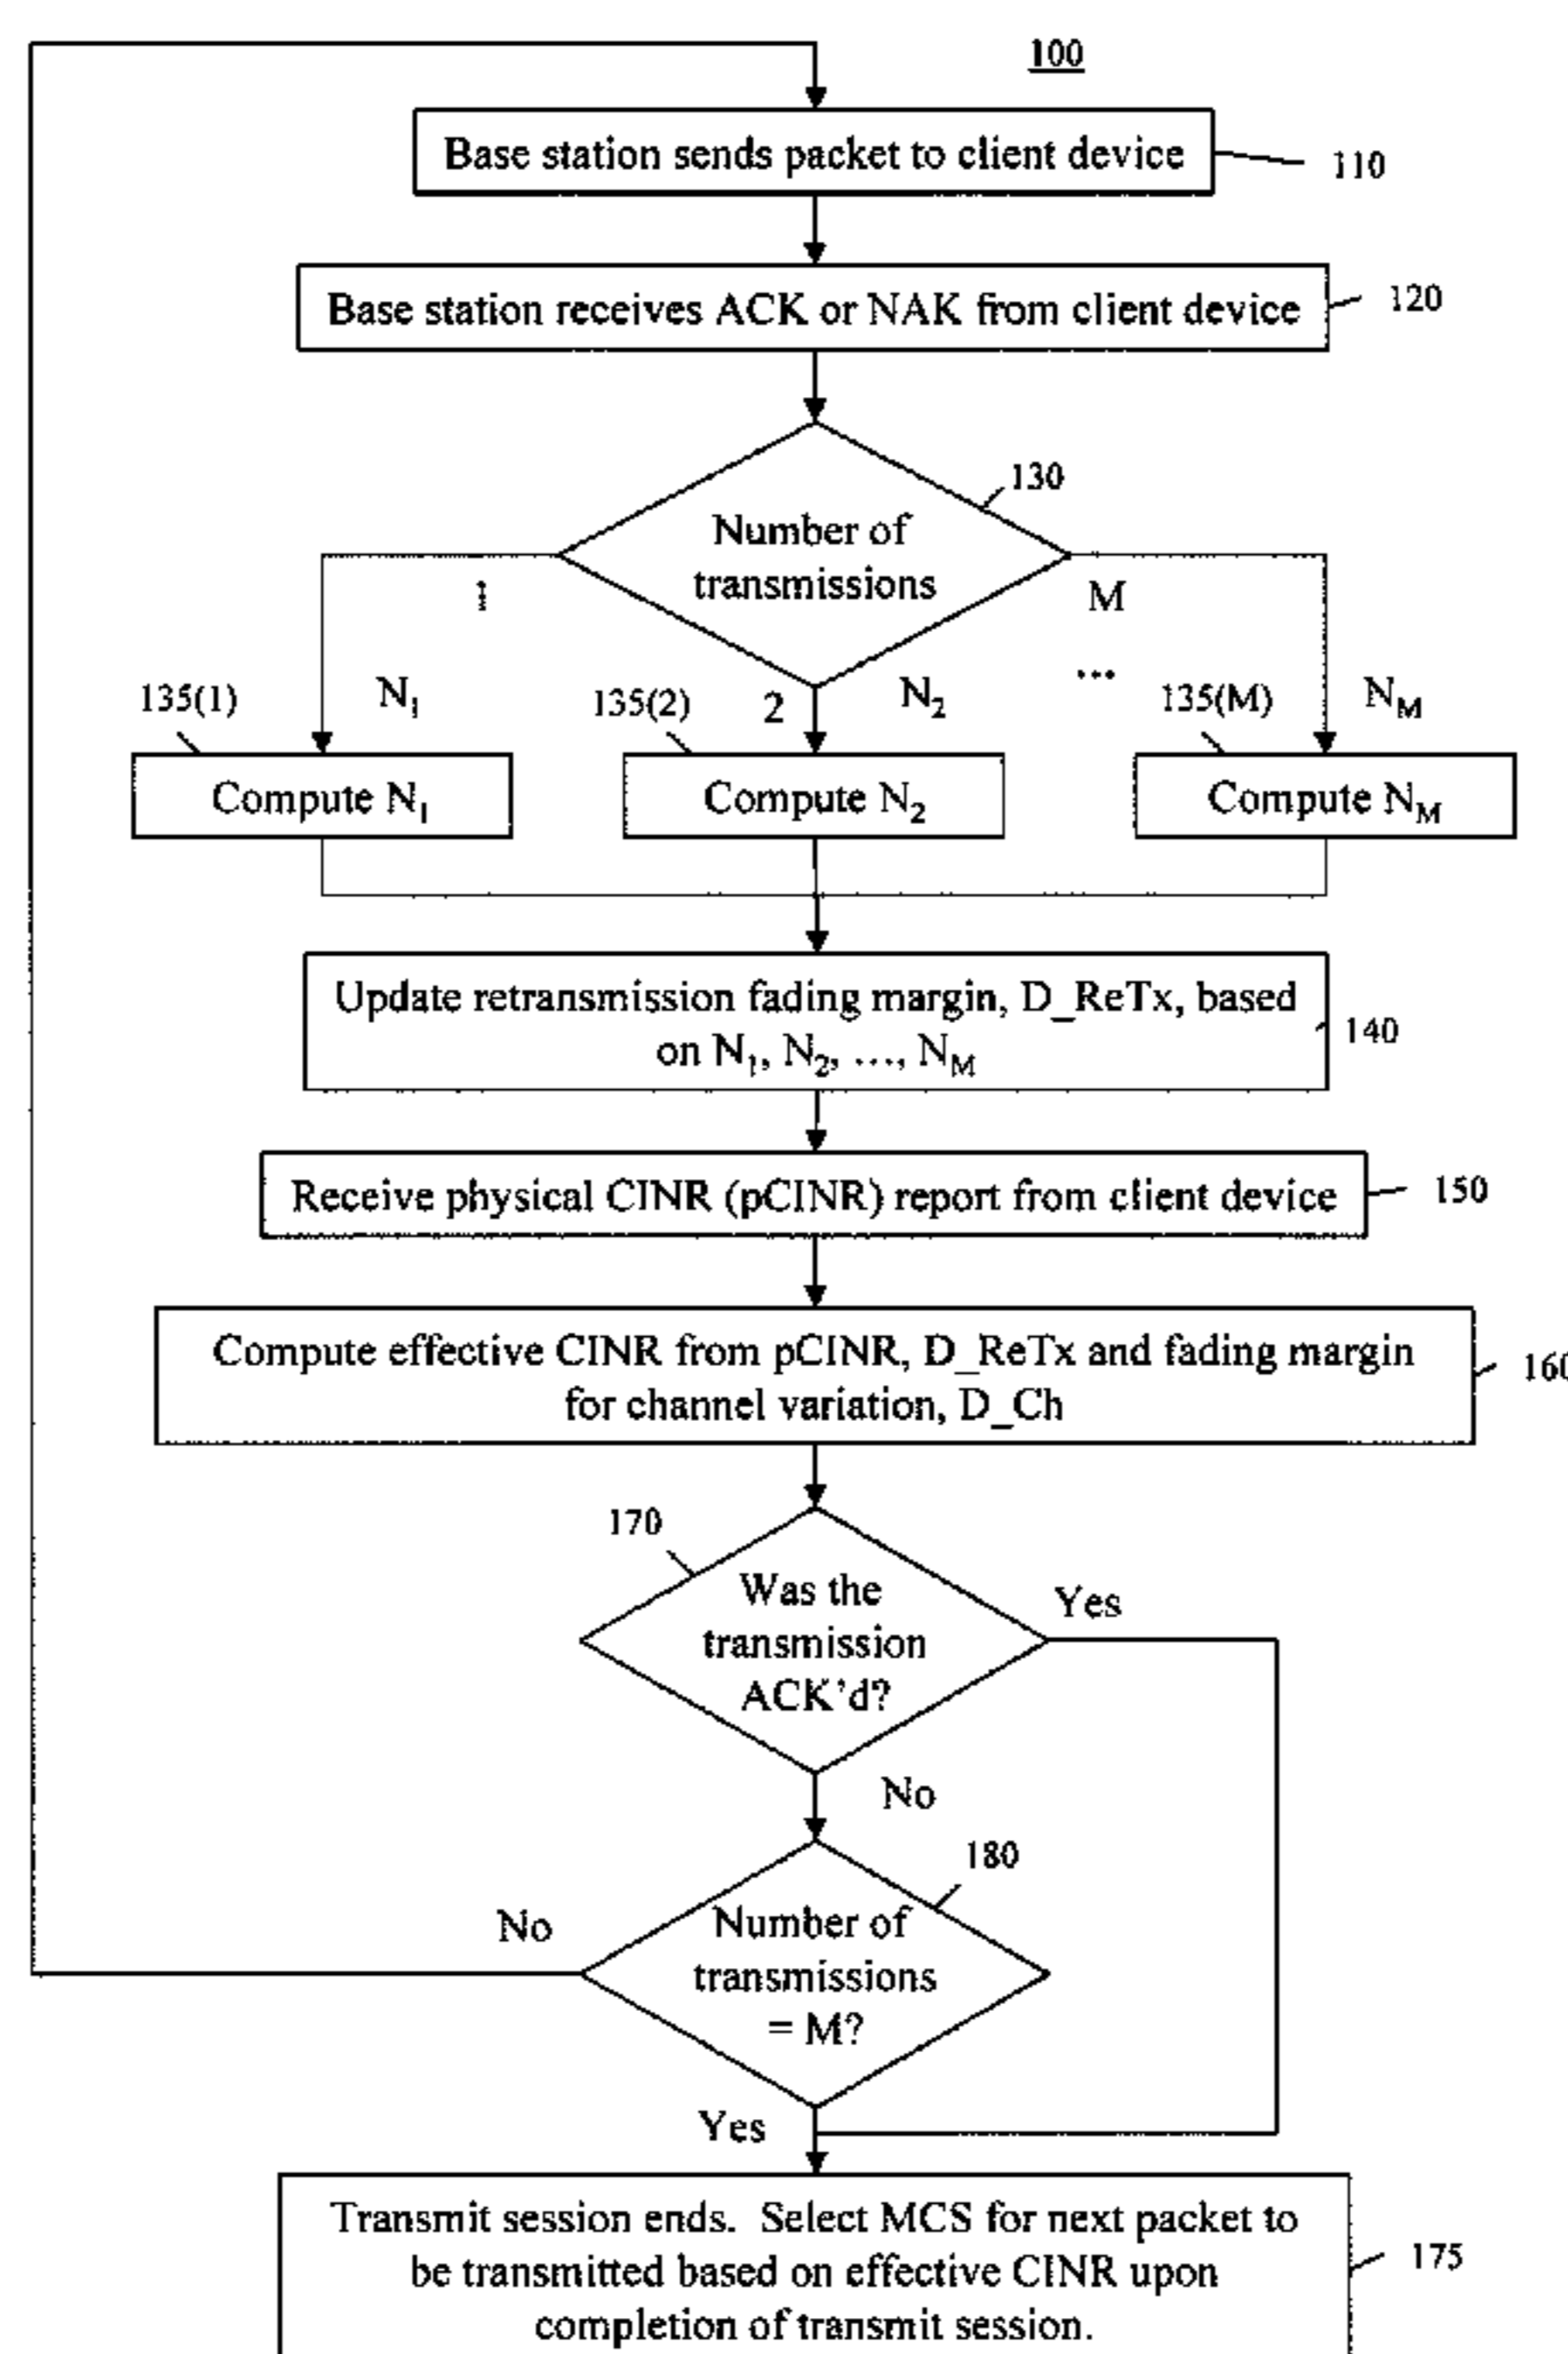 100
Base station sends packet to client device
110
Base station receives ACK or NAK from client device
120
130
Number of
transmissions
1
M
...
135(1)
N1
135(2)
2
N2
135(M)
NM
Compute N1
Compute N2
Compute NM
Update retransmission fading margin, D_ReTx, based
on N1, N2, ..., NM
140
Receive physical CINR (pCINR) report from client device
150
Compute effective CINR from pCINR, D_ReTx and fading margin
for channel variation, D_Ch
160
170
Was the
transmission
ACK'd?
Yes
No
180
No
Number of
transmissions
= M?
Yes
Transmit session ends. Select MCS for next packet to
be transmitted based on effective CINR upon
completion of transmit session.
175